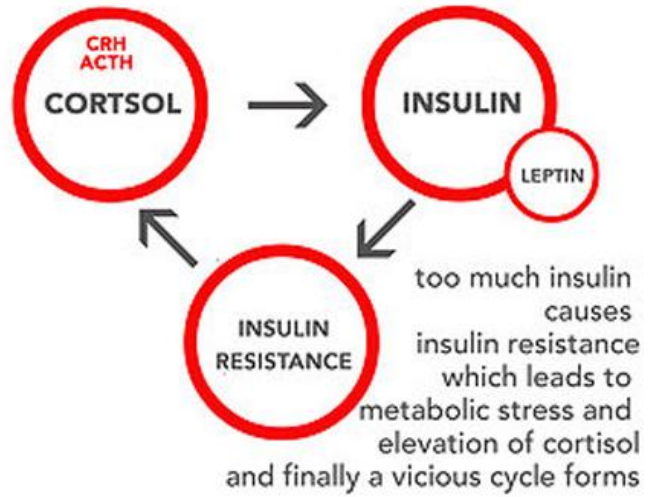 CRH
ACTH
CORTSOL
INSULIN
LEPTIN
INSULIN
RESISTANCE
too much insulin
causes
insulin resistance
which leads to
metabolic stress and
elevation of cortisol
and finally a vicious cycle forms